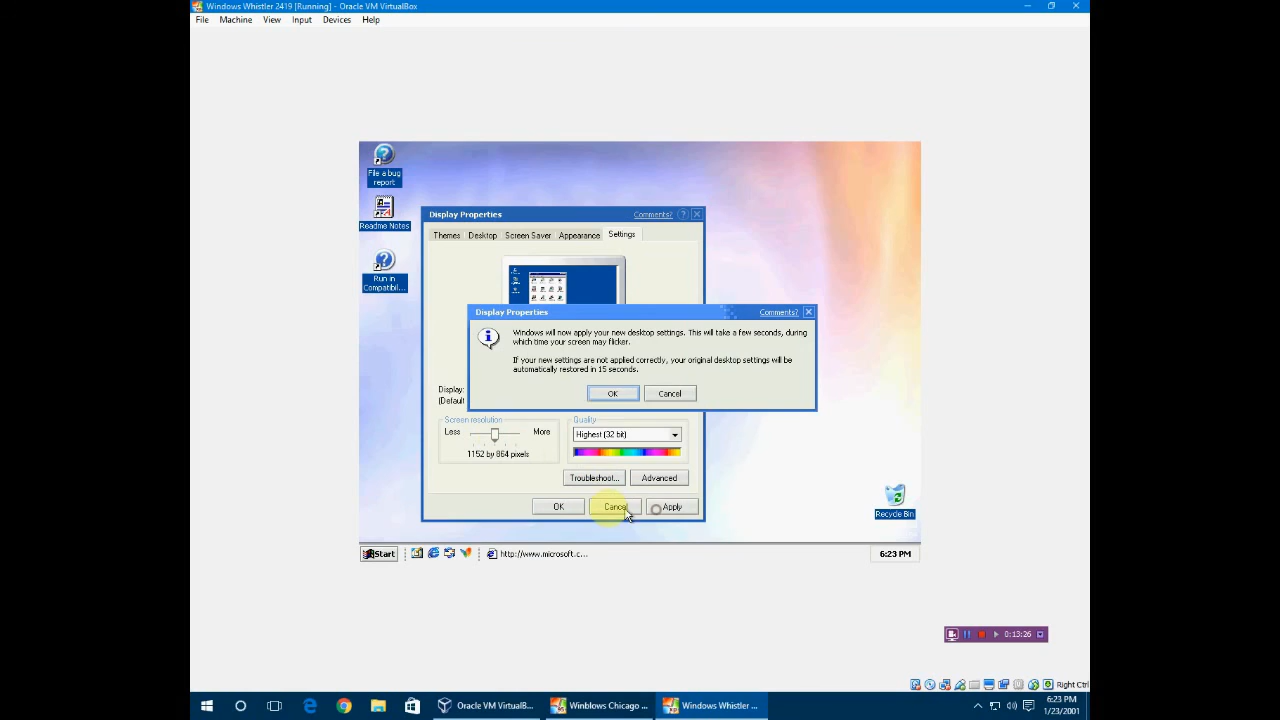 Windows Whistler 2419 [Running] - Oracle VM VirtualBox
File Machine View Input Devices Help
File a bug
report
Readme Notes
Run in
Compatibil...
Display Properties Comments?
Themes Desktop Screen Saver Appearance Settings
Display Properties Comments?
Windows will now apply your new desktop settings. This will take a few seconds, during
which time your screen may flicker.
If your new settings are not applied correctly, your original desktop settings will be
automatically restored in 15 seconds.
OK Cancel
Display:
(Default
Screen resolution
Less More
1152 by 864 pixels
Quality
Highest (32 bit)
Troubleshoot... Advanced
OK Cancel Apply
Recycle Bin
Start http://www.microsoft.c... 6:23 PM
0:13:26
Right Ctrl
Oracle VM VirtualB... Winblows Chicago ... Windows Whistler ...
6:23 PM
1/23/2001